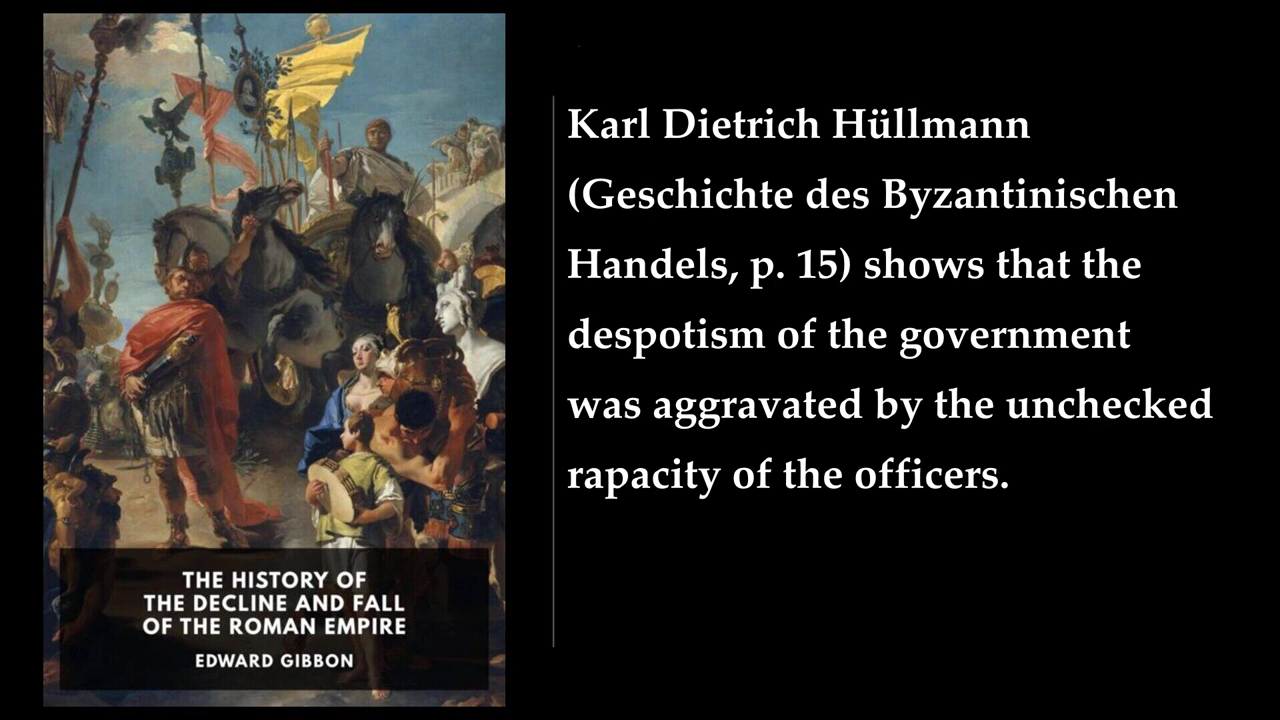 THE HISTORY OF
THE DECLINE AND FALL
OF THE ROMAN EMPIRE
EDWARD GIBBON
Karl Dietrich Hüllmann
(Geschichte des Byzantinischen
Handels, p. 15) shows that the
despotism of the government
was aggravated by the unchecked
rapacity of the officers.